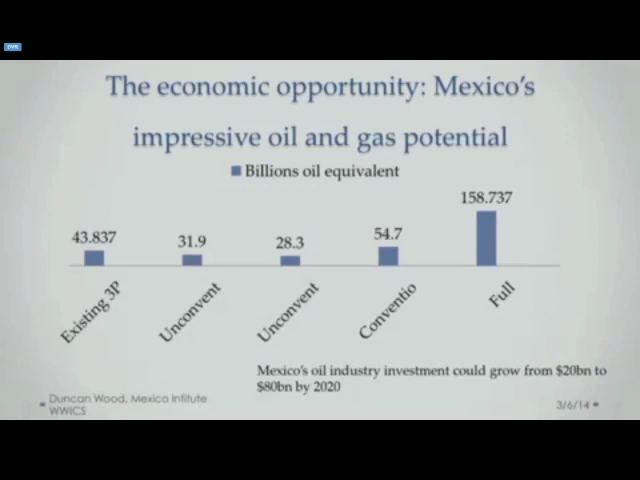 DVR
The economic opportunity: Mexico's
impressive oil and gas potential
Billions oil equivalent
43.837
31.9
28.3
54.7
158.737
Existing 3P
Unconvent
Unconvent
Conventio
Full
Mexico's oil industry investment could grow from $20bn to
$80bn by 2020
Duncan Wood, Mexico Intitute
WWICS
3/6/14